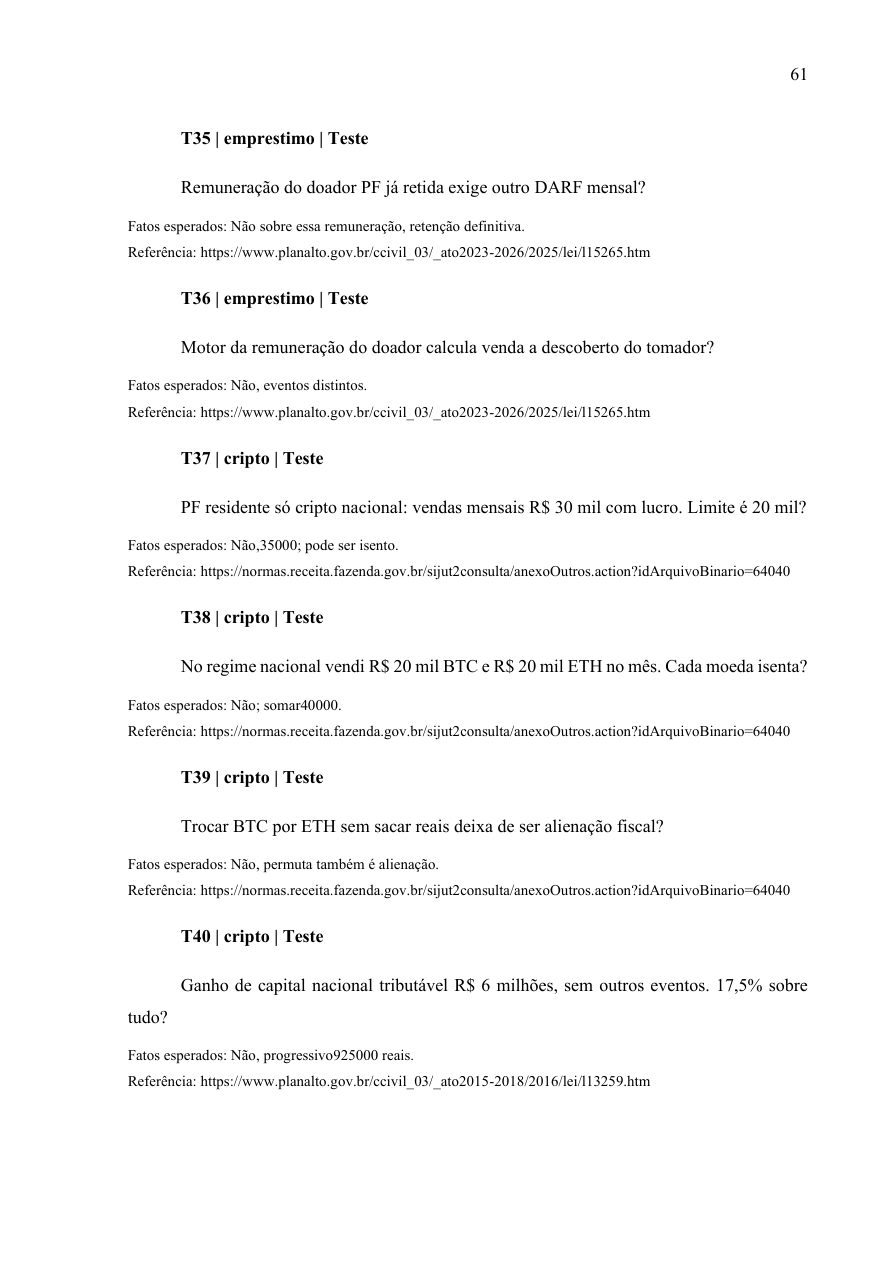 61
T35 | emprestimo | Teste
Remuneração do doador PF já retida exige outro DARF mensal?
Fatos esperados: Não sobre essa remuneração, retenção definitiva.
Referência: https://www.planalto.gov.br/ccivil_03/_ato2023-2026/2025/lei/l15265.htm
T36 | emprestimo | Teste
Motor da remuneração do doador calcula venda a descoberto do tomador?
Fatos esperados: Não, eventos distintos.
Referência: https://www.planalto.gov.br/ccivil_03/_ato2023-2026/2025/lei/l15265.htm
T37 | cripto | Teste
PF residente só cripto nacional: vendas mensais R$ 30 mil com lucro. Limite é 20 mil?
Fatos esperados: Não,35000; pode ser isento.
Referência: https://normas.receita.fazenda.gov.br/sijut2consulta/anexoOutros.action?idArquivoBinario=64040
T38 | cripto | Teste
No regime nacional vendi R$ 20 mil BTC e R$ 20 mil ETH no mês. Cada moeda isenta?
Fatos esperados: Não; somar40000.
Referência: https://normas.receita.fazenda.gov.br/sijut2consulta/anexoOutros.action?idArquivoBinario=64040
T39 | cripto | Teste
Trocar BTC por ETH sem sacar reais deixa de ser alienação fiscal?
Fatos esperados: Não, permuta também é alienação.
Referência: https://normas.receita.fazenda.gov.br/sijut2consulta/anexoOutros.action?idArquivoBinario=64040
T40 | cripto | Teste
Ganho de capital nacional tributável R$ 6 milhões, sem outros eventos. 17,5% sobre
tudo?
Fatos esperados: Não, progressivo925000 reais.
Referência: https://www.planalto.gov.br/ccivil_03/_ato2015-2018/2016/lei/l13259.htm